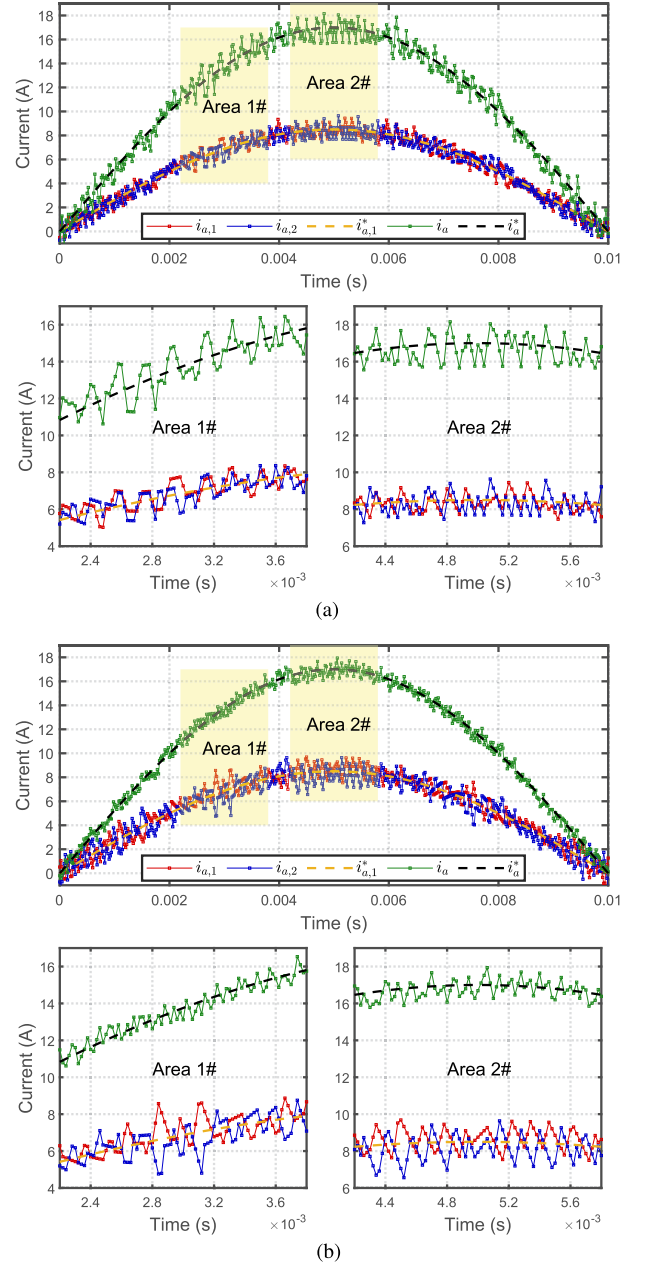 18
16
14
12
10
8
6
4
2
0
Current (A)
Area 1#
Area 2#
i_{a,1} i_{a,2} i^*_{a,1} i_a i^*_a
0 0.002 0.004 0.006 0.008 0.01
Time (s)
16
14
12
10
8
6
4
Current (A)
Area 1#
2.4 2.8 3.2 3.6
Time (s) ×10⁻³
18
16
14
12
10
8
6
Area 2#
4.4 4.8 5.2 5.6
Time (s) ×10⁻³
(a)
18
16
14
12
10
8
6
4
2
0
Current (A)
Area 1#
Area 2#
i_{a,1} i_{a,2} i^*_{a,1} i_a i^*_a
0 0.002 0.004 0.006 0.008 0.01
Time (s)
16
14
12
10
8
6
4
Current (A)
Area 1#
2.4 2.8 3.2 3.6
Time (s) ×10⁻³
18
16
14
12
10
8
6
Area 2#
4.4 4.8 5.2 5.6
Time (s) ×10⁻³
(b)